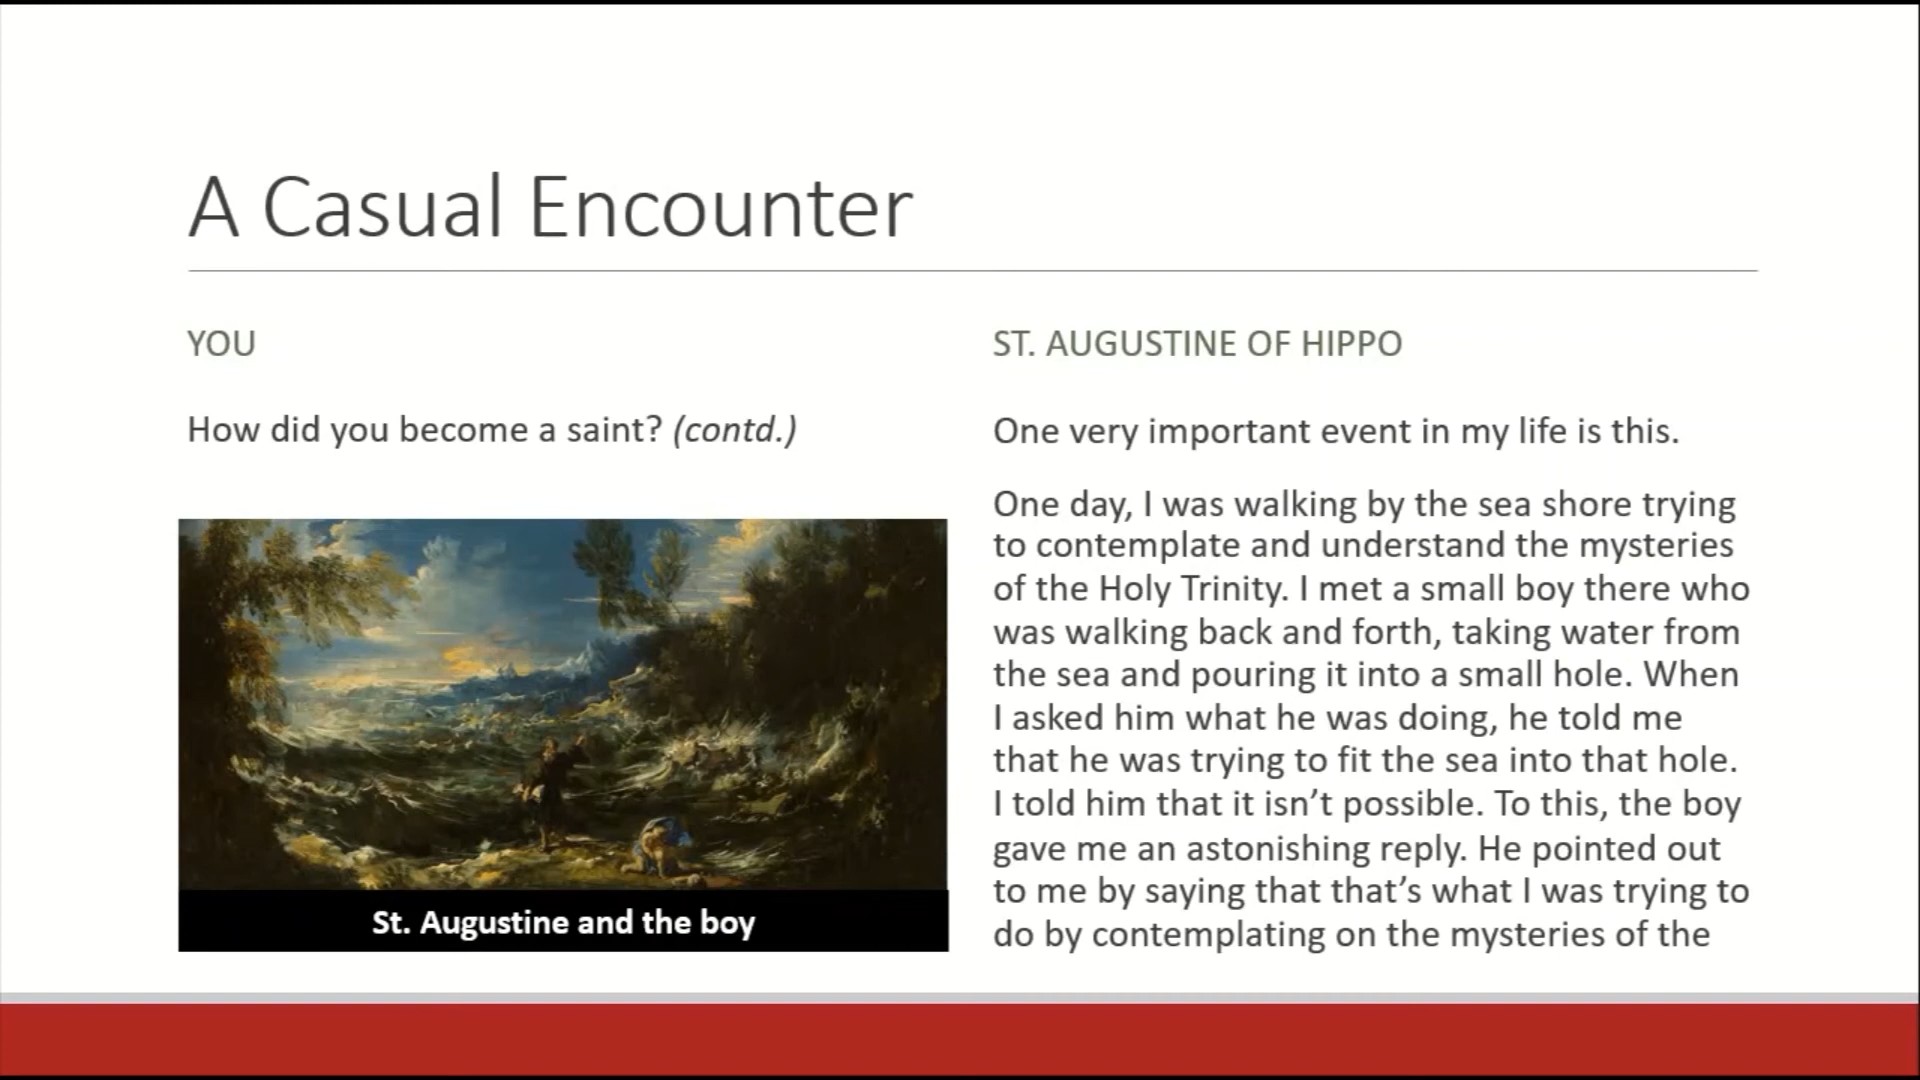 A Casual Encounter
YOU
How did you become a saint? (contd.)
St. Augustine and the boy
ST. AUGUSTINE OF HIPPO
One very important event in my life is this.
One day, I was walking by the sea shore trying
to contemplate and understand the mysteries
of the Holy Trinity. I met a small boy there who
was walking back and forth, taking water from
the sea and pouring it into a small hole. When
I asked him what he was doing, he told me
that he was trying to fit the sea into that hole.
I told him that it isn’t possible. To this, the boy
gave me an astonishing reply. He pointed out
to me by saying that that’s what I was trying to
do by contemplating on the mysteries of the